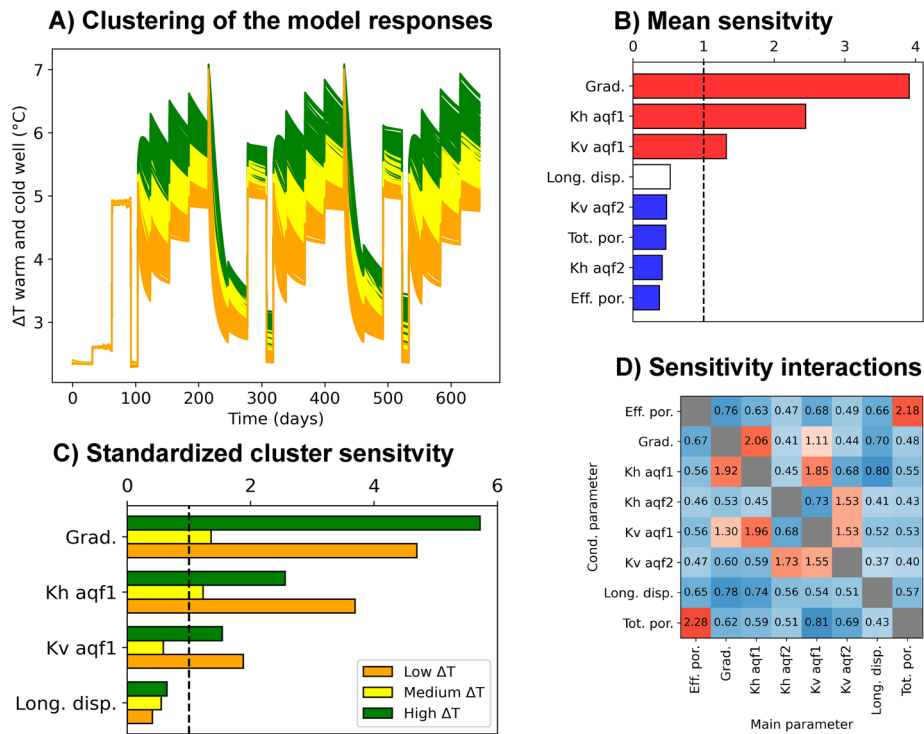 A) Clustering of the model responses
7
6
5
4
3
ΔT warm and cold well (°C)
0 100 200 300 400 500 600
Time (days)
B) Mean sensitvity
0 1 2 3 4
Grad.
Kh aqf1
Kv aqf1
Long. disp.
Kv aqf2
Tot. por.
Kh aqf2
Eff. por.
C) Standardized cluster sensitvity
0 2 4 6
Grad.
Kh aqf1
Kv aqf1
Long. disp.
Low ΔT
Medium ΔT
High ΔT
D) Sensitivity interactions
Cond. parameter
Eff. por. 0.76 0.63 0.47 0.68 0.49 0.66 2.18
Grad. 0.67 2.06 0.41 1.11 0.44 0.70 0.48
Kh aqf1 0.56 1.92 0.45 1.85 0.68 0.80 0.55
Kh aqf2 0.46 0.53 0.45 0.73 1.53 0.41 0.43
Kv aqf1 0.56 1.30 1.96 0.68 1.53 0.52 0.53
Kv aqf2 0.47 0.60 0.59 1.73 1.55 0.37 0.40
Long. disp. 0.65 0.78 0.74 0.56 0.54 0.51 0.57
Tot. por. 2.28 0.62 0.59 0.51 0.81 0.69 0.43
Eff. por. Grad. Kh aqf1 Kh aqf2 Kv aqf1 Kv aqf2 Long. disp. Tot. por.
Main parameter